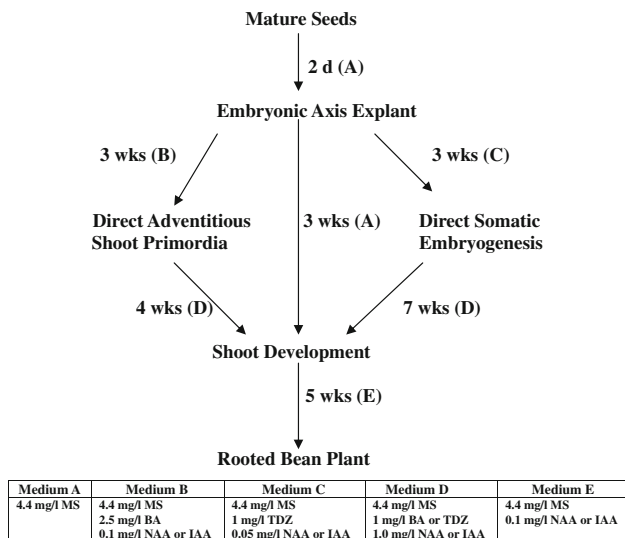 Mature Seeds
2 d (A)
Embryonic Axis Explant
3 wks (B)
3 wks (C)
Direct Adventitious
Shoot Primordia
3 wks (A)
Direct Somatic
Embryogenesis
4 wks (D)
7 wks (D)
Shoot Development
5 wks (E)
Rooted Bean Plant
Medium A Medium B Medium C Medium D Medium E
4.4 mg/l MS 4.4 mg/l MS 4.4 mg/l MS 4.4 mg/l MS 4.4 mg/l MS
2.5 mg/l BA 1 mg/l TDZ 1 mg/l BA or TDZ 0.1 mg/l NAA or IAA
0.1 mg/l NAA or IAA 0.05 mg/l NAA or IAA 1.0 mg/l NAA or IAA